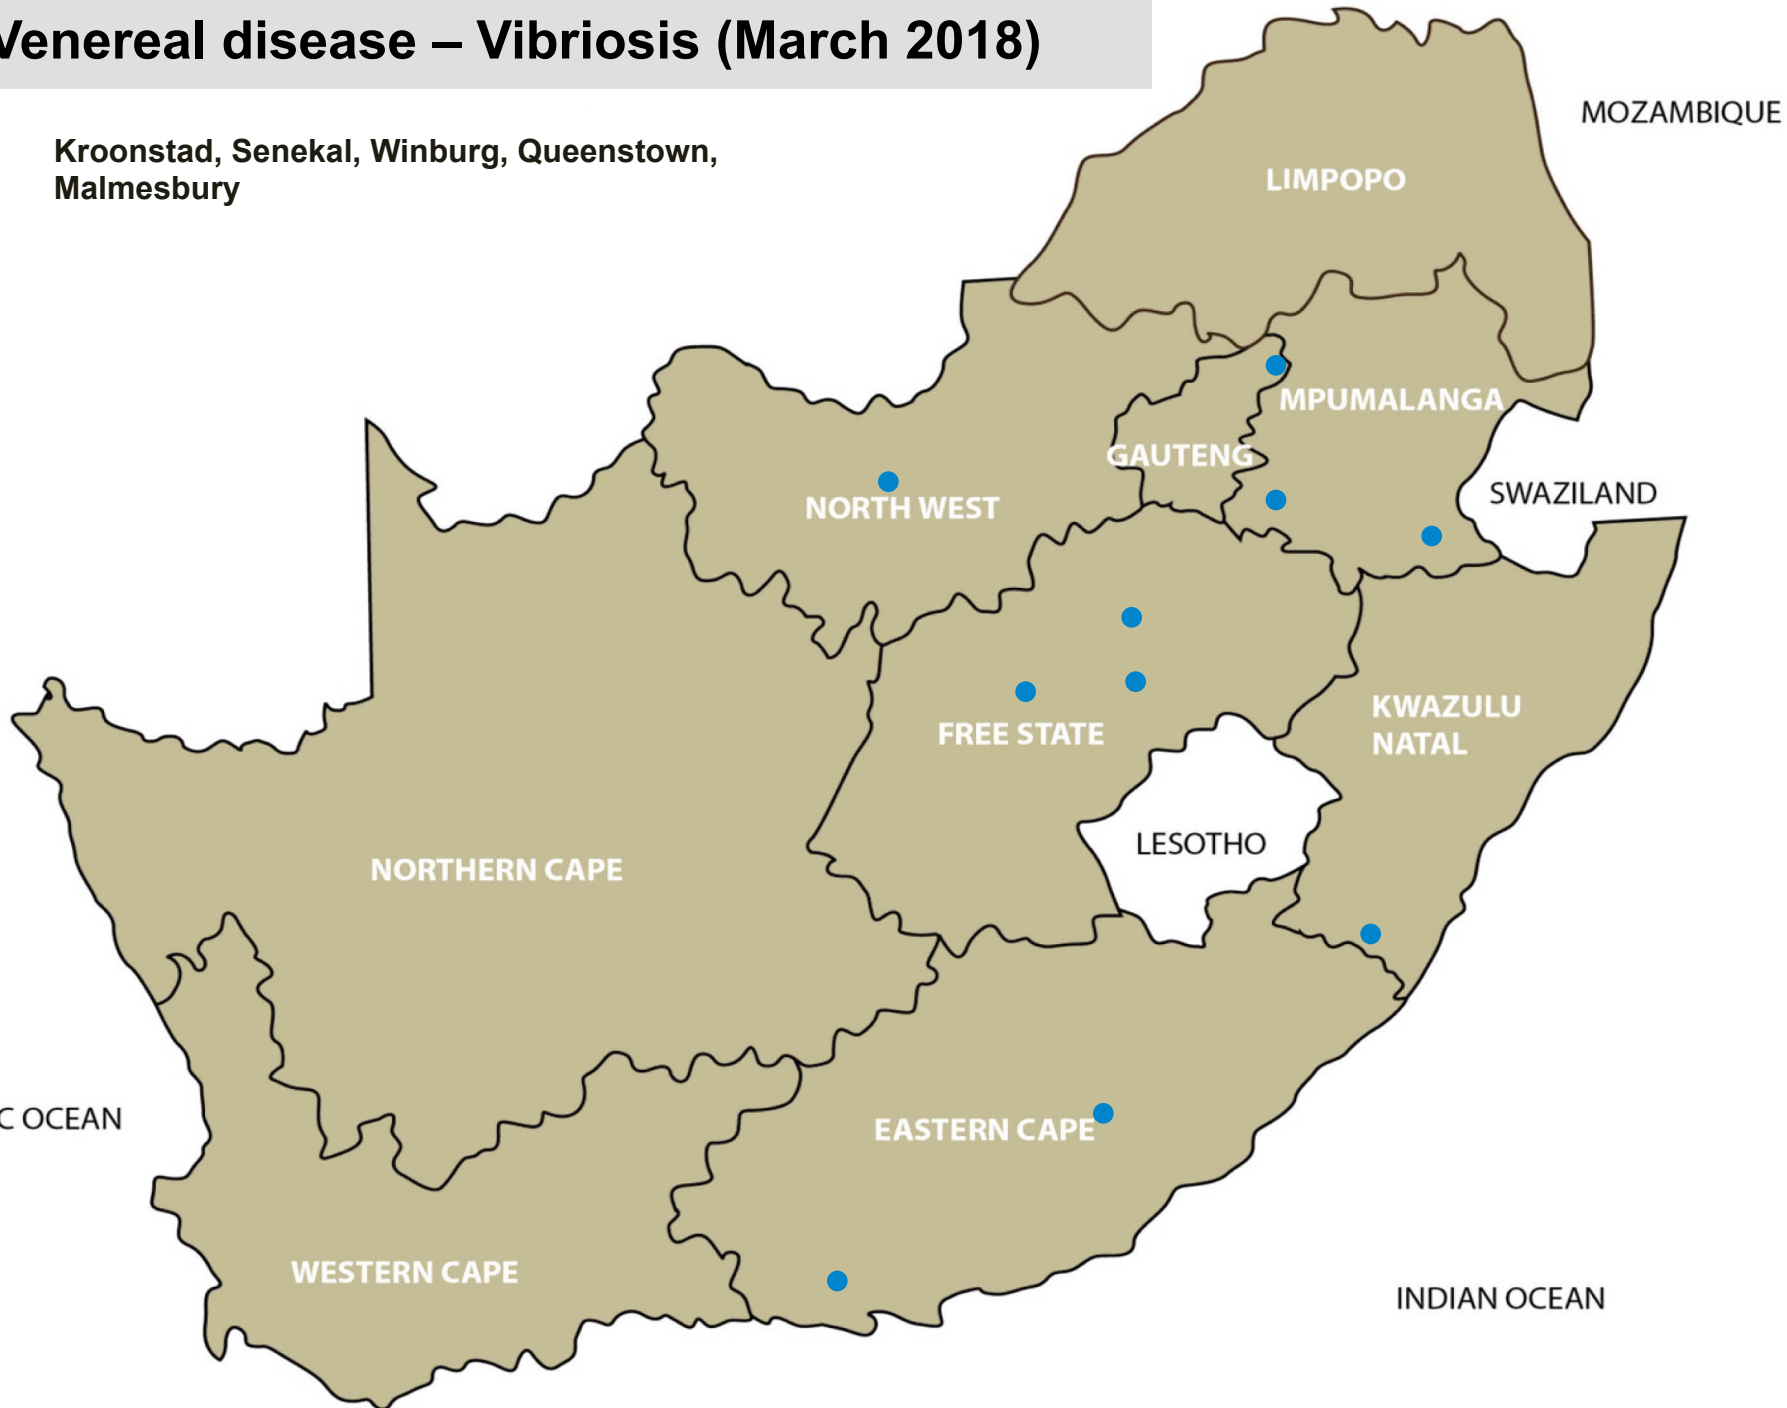 Venereal disease – Vibriosis (March 2018)
Kroonstad, Senekal, Winburg, Queenstown,
Malmesbury
MOZAMBIQUE
LIMPOPO
MPUMALANGA
GAUTENG
SWAZILAND
NORTH WEST
KWAZULU
NATAL
FREE STATE
LESOTHO
NORTHERN CAPE
C OCEAN
EASTERN CAPE
WESTERN CAPE
INDIAN OCEAN